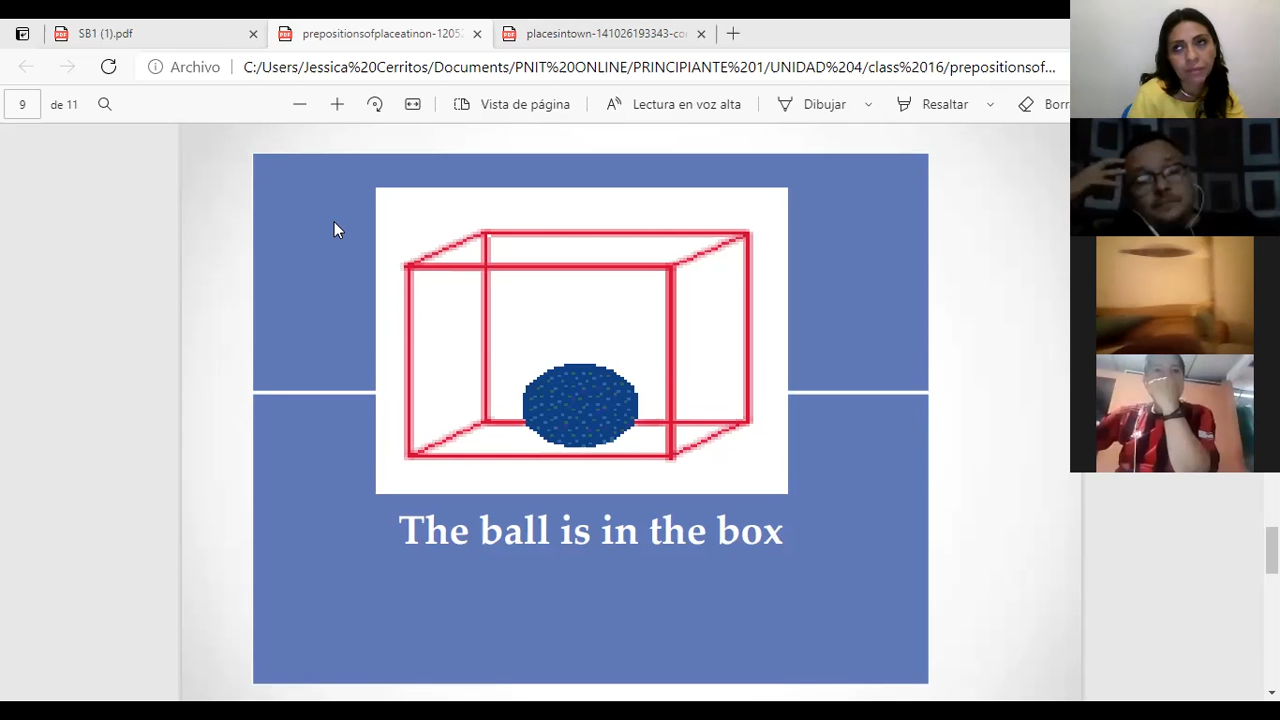 SB1 (1).pdf
prepositionsofplaceatinon-1205
placesintown-141026193343-co
Archivo
C:/Users/Jessica%20Cerritos/Documents/PNIT%20ONLINE/PRINCIPIANTE%201/UNIDAD%204/class%2016/prepositionsof...
9 de 11
Vista de página
Lectura en voz alta
Dibujar
Resaltar
Borr
The ball is in the box